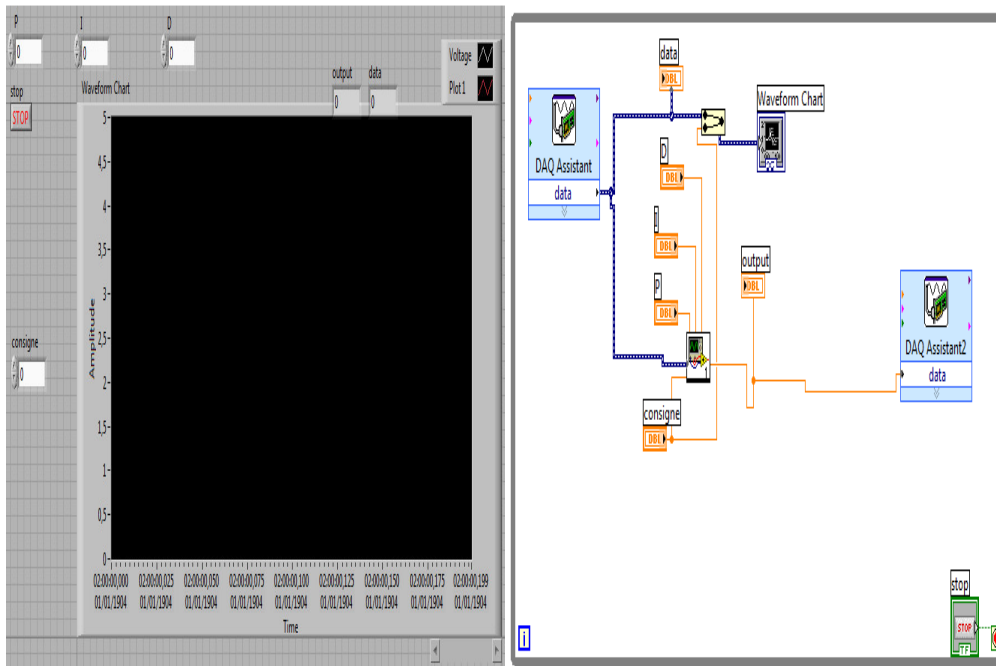 P I D
0 0 0
stop
STOP
Waveform Chart
output data
0 0
Voltage
Plot 1
5
4,5
4
3,5
3
2,5
2
1,5
1
0,5
0
Amplitude
consigne
0
02:00:00,000 02:00:00,025 02:00:00,050 02:00:00,075 02:00:00,100 02:00:00,125 02:00:00,150 02:00:00,175 02:00:00,199
01/01/1904 01/01/1904 01/01/1904 01/01/1904 01/01/1904 01/01/1904 01/01/1904 01/01/1904 01/01/1904
Time
data
DBL
Waveform Chart
DAQ Assistant
data
D
DBL
I
DBL
P
DBL
output
DBL
1
consigne
DBL
DAQ Assistant2
data
stop
STOP
TF
i